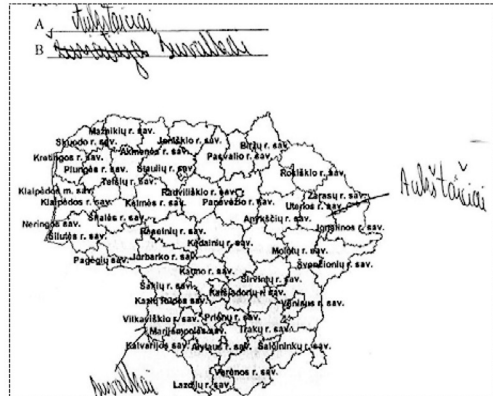 A Aukštaičiai
B Suvalkai
Mažeikių r. sav.
Skuodo r. sav.
Akmenės r. sav.
Joniškio r. sav.
Biržų r. sav.
Kretingos r. sav.
Pasvalio r. sav.
Plungės r. sav.
Šiaulių r. sav.
Rokiškio r. sav.
Telšių r. sav.
Klaipėdos m. sav.
Radviliškio r. sav.
Zarasų r. sav.
Klaipėdos r. sav.
Kelmės r. sav.
Panevėžio r. sav.
Utenos r. sav.
Aukštaičiai
Neringos sav.
Šilalės r. sav.
Anykščių r. sav.
Ignalinos r. sav.
Šilutės r. sav.
Raseinių r. sav.
Kėdainių r. sav.
Molėtų r. sav.
Pagėgių sav.
Jurbarko r. sav.
Švenčionių r. sav.
Kauno r. sav.
Širvintų r. sav.
Šakių r. sav.
Kaišiadorių r. sav.
Kazlų Rūdos sav.
Vilniaus r. sav.
Vilkaviškio r. sav.
Prienų r. sav.
Marijampolės sav.
Trakų r. sav.
Kalvarijos sav.
Alytaus r. sav.
Šalčininkų r. sav.
Varėnos r. sav.
Suvalkai
Lazdijų r. sav.